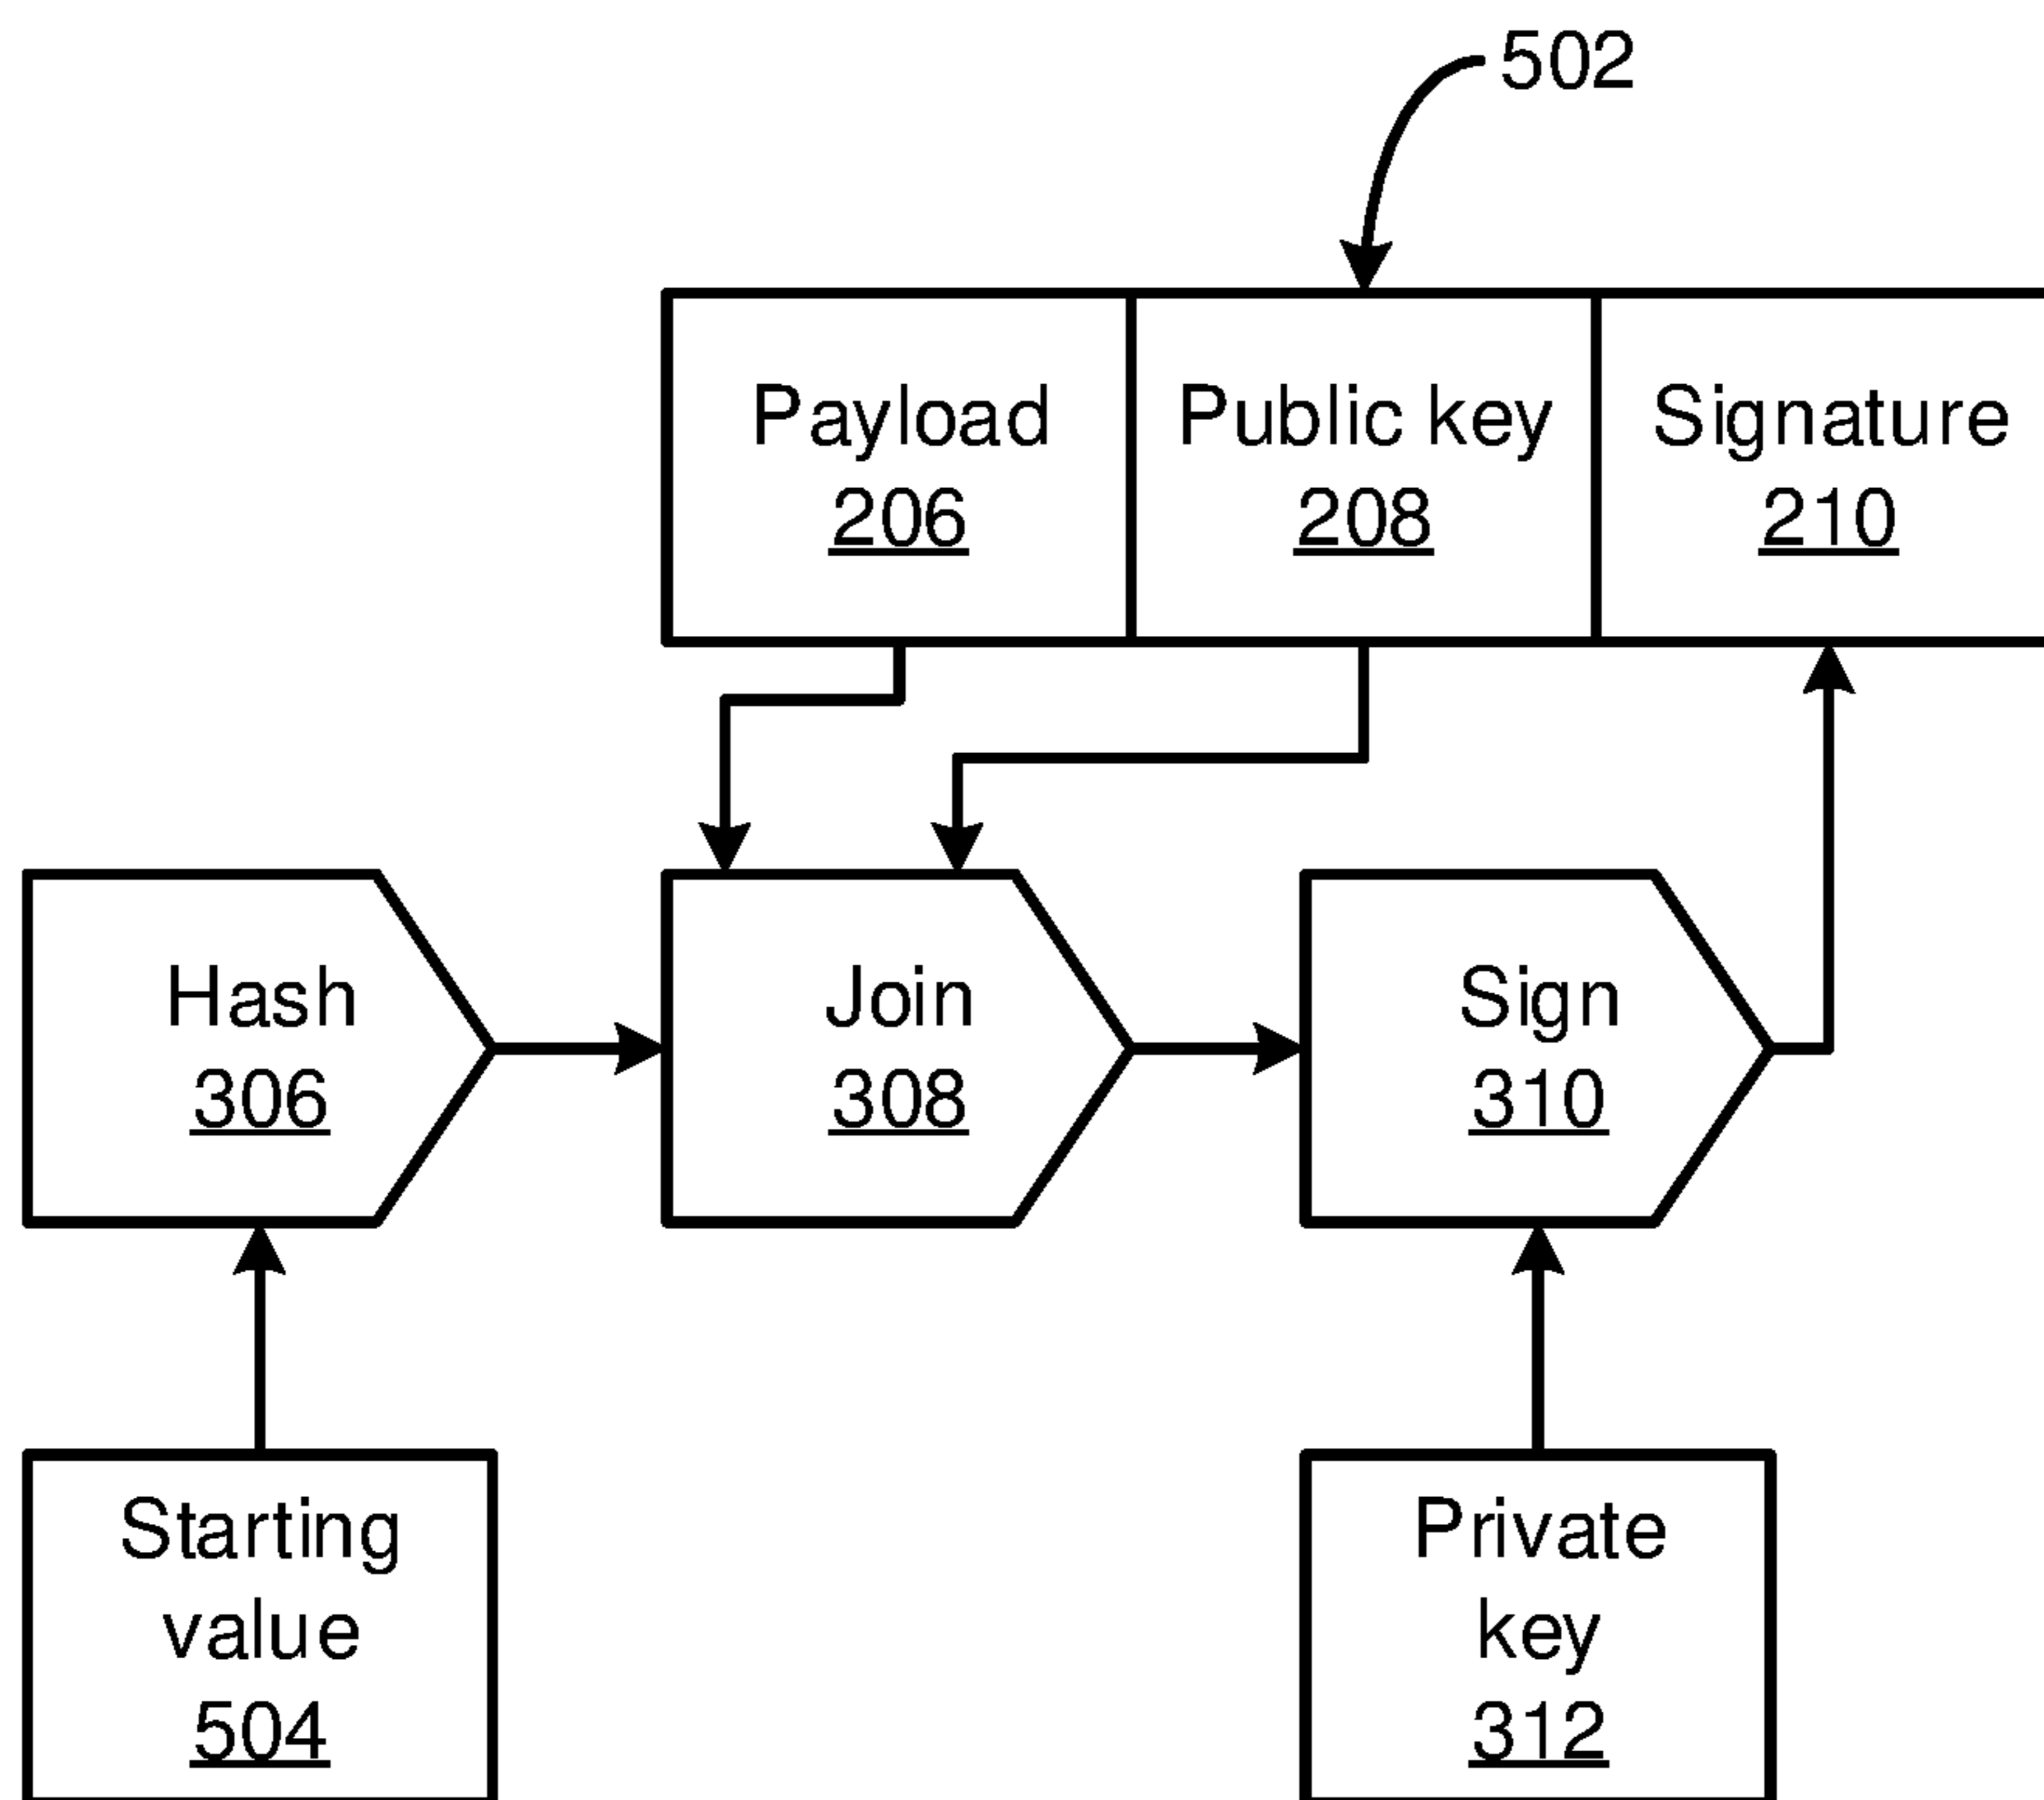 502
Payload
206
Public key
208
Signature
210
Hash
306
Join
308
Sign
310
Starting
value
504
Private
key
312